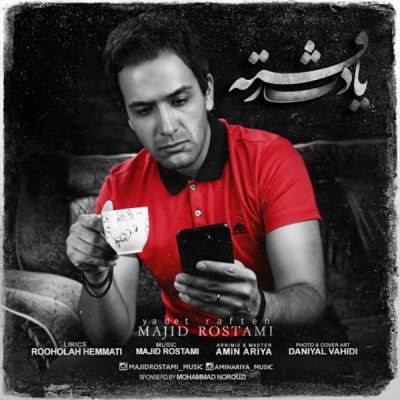 یادت رفته
yadet raften
MAJID ROSTAMI
LYRICS MUSIC ARR/MIX & MASTER PHOTO & COVER ART
ROOHOLAH HEMMATI MAJID ROSTAMI AMIN ARIYA DANIYAL VAHIDI
MAJIDROSTAMI_MUSIC AMINARIYA_MUSIC
SPONSERD BY MOHAMMAD NOROUZI